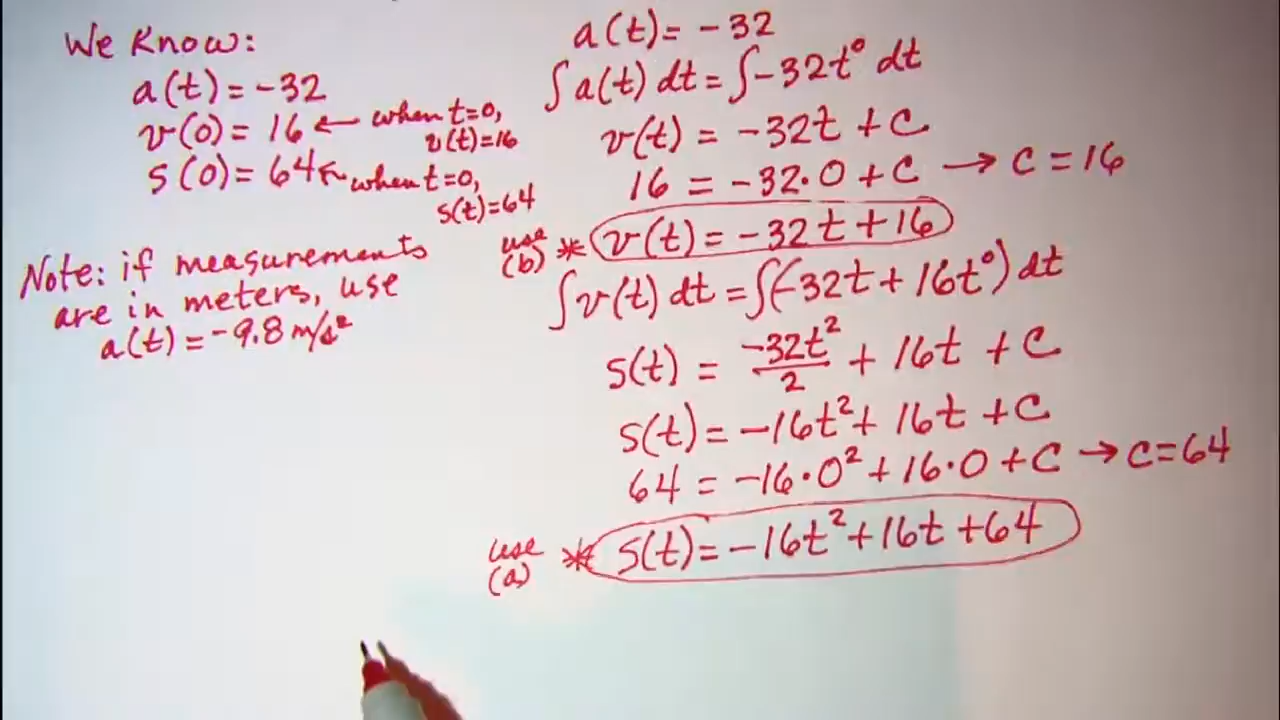 We Know:
a(t) = -32
v(0) = 16 ← when t=0,
v(t)=16
s(0) = 64 ← when t=0,
s(t)=64
Note: if measurements
are in meters, use
a(t) = -9.8 m/s²
a(t) = -32
∫a(t) dt = ∫-32t⁰ dt
v(t) = -32t + C
16 = -32·0 + C → C = 16
use
(b) * v(t) = -32t + 16
∫v(t) dt = ∫(-32t + 16t⁰) dt
s(t) = -32t²/2 + 16t + C
s(t) = -16t² + 16t + C
64 = -16·0² + 16·0 + C → C=64
use
(a) * s(t) = -16t² + 16t + 64